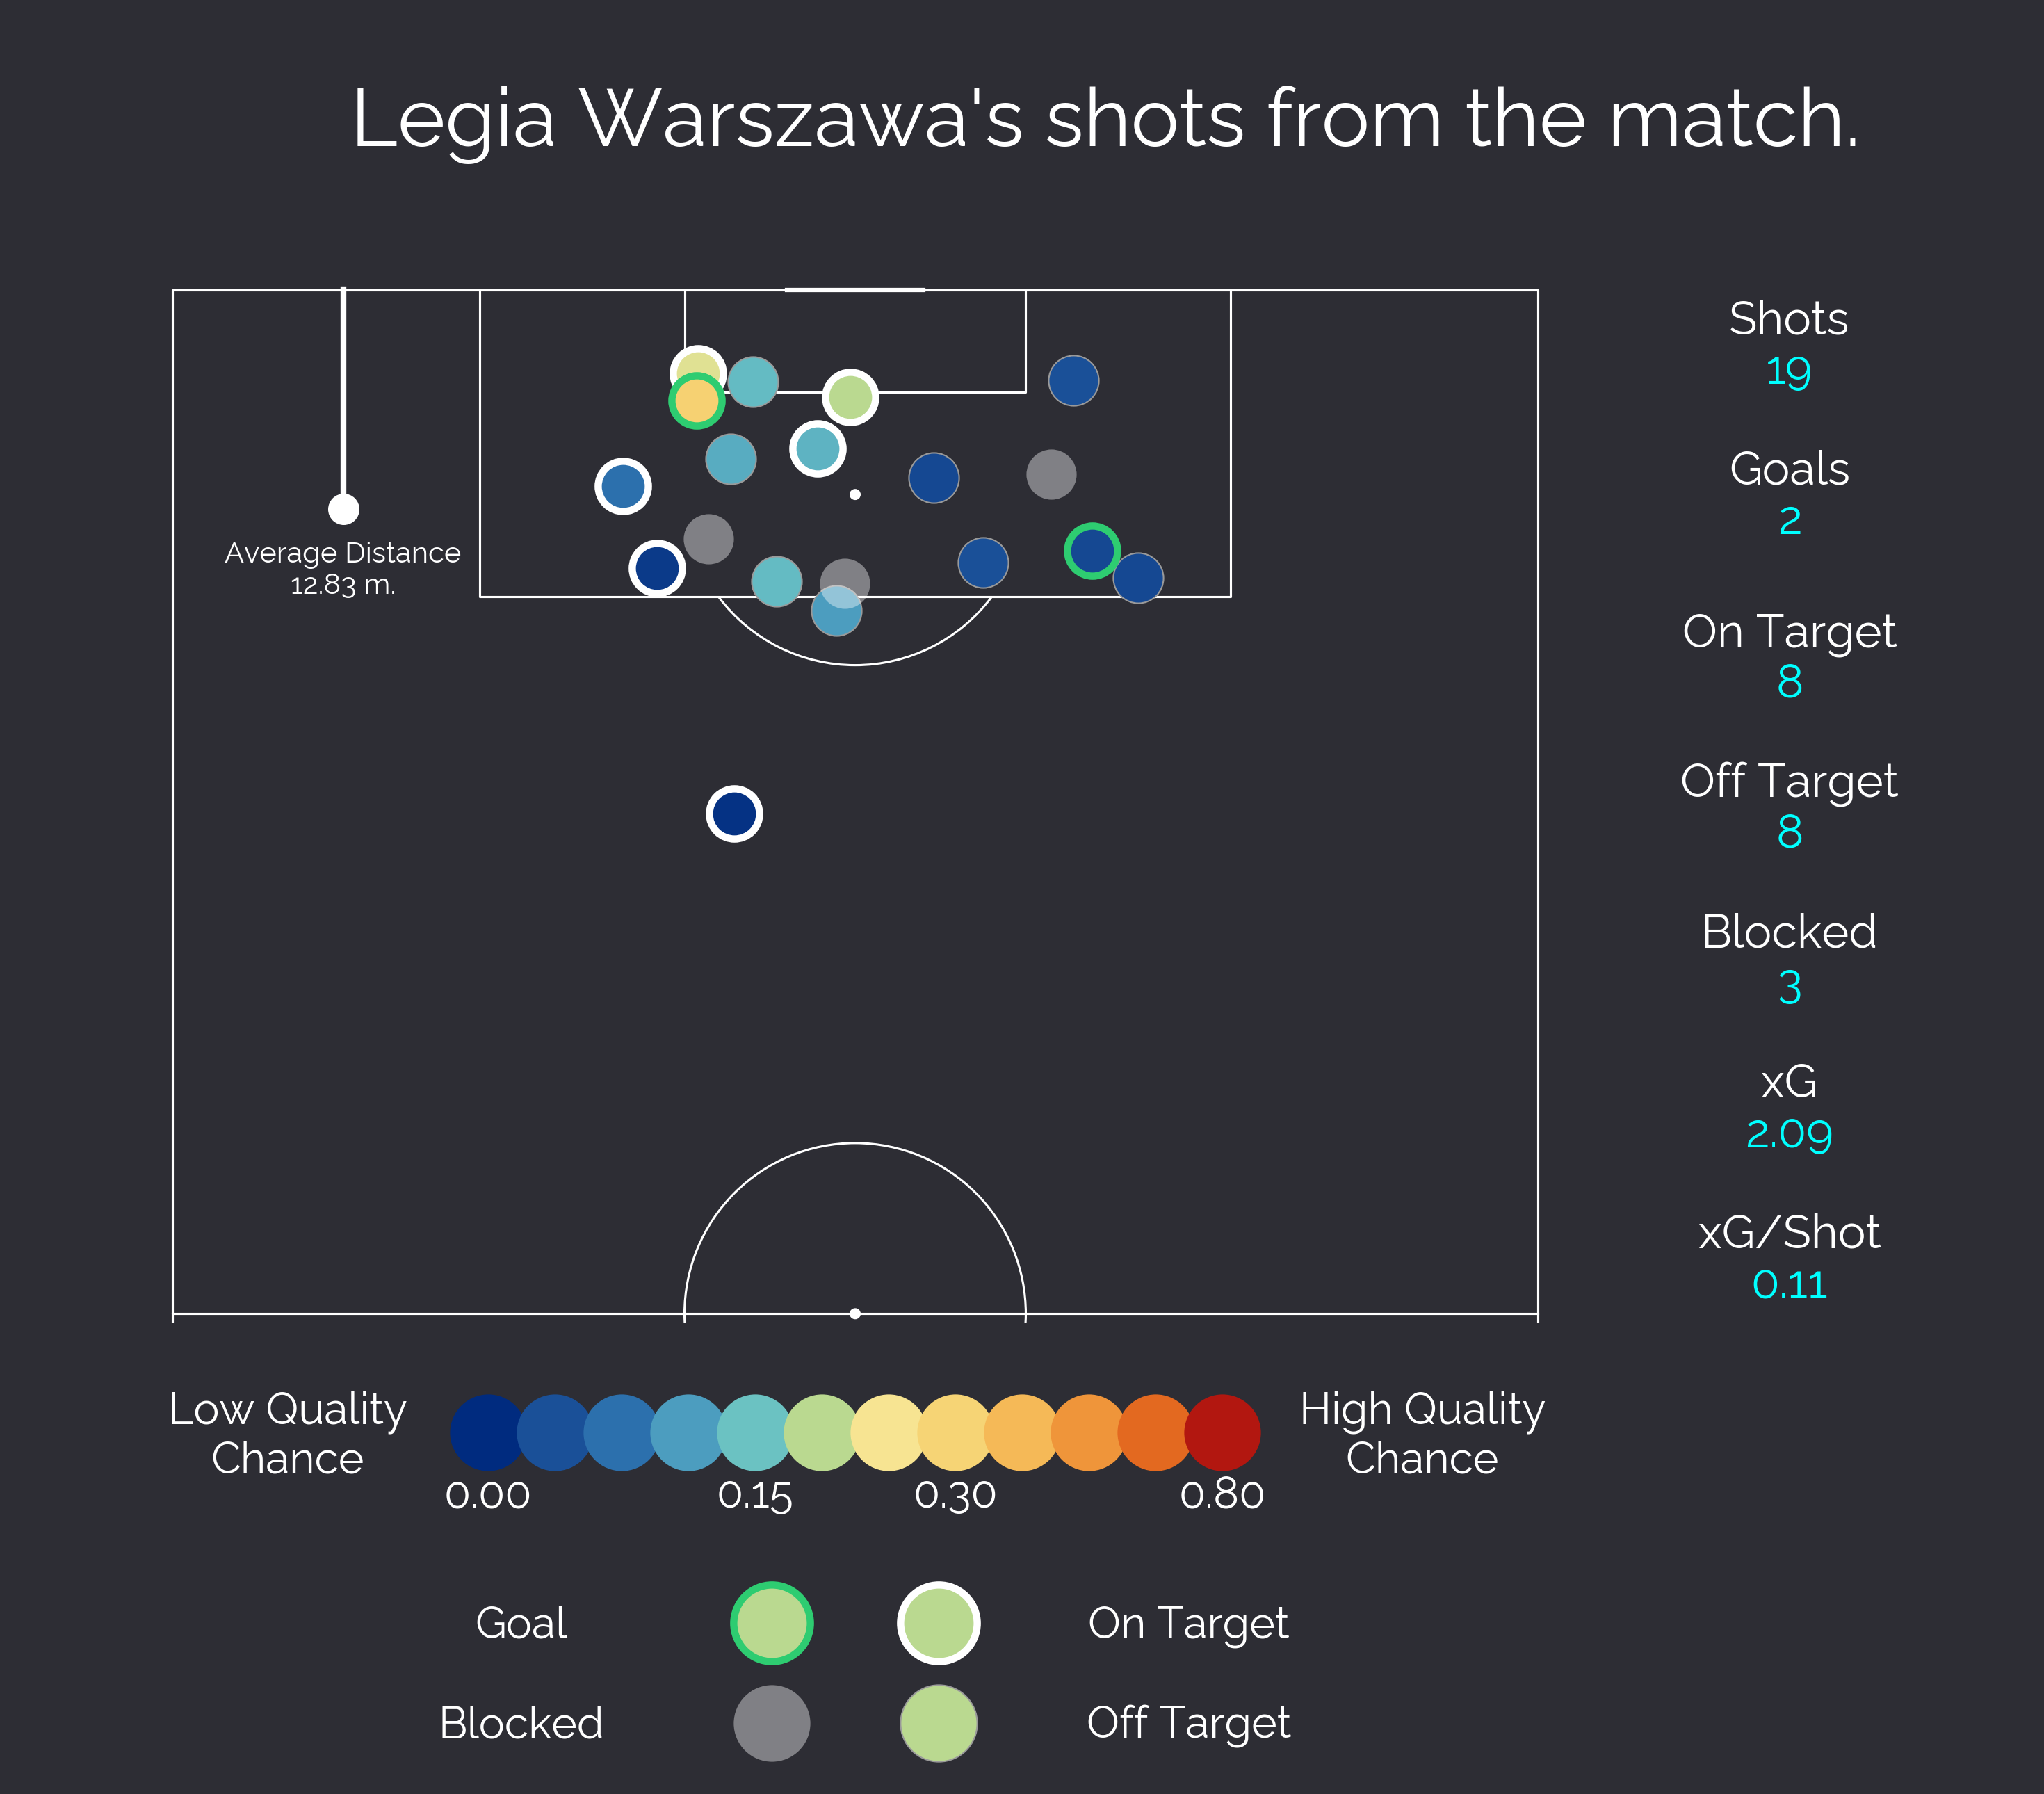 Legia Warszawa's shots from the match.
Average Distance
12.83 m.
Shots
19
Goals
2
On Target
8
Off Target
8
Blocked
3
xG
2.09
xG/Shot
0.11
Low Quality
Chance
0.00
0.15
0.30
0.80
High Quality
Chance
Goal
On Target
Blocked
Off Target